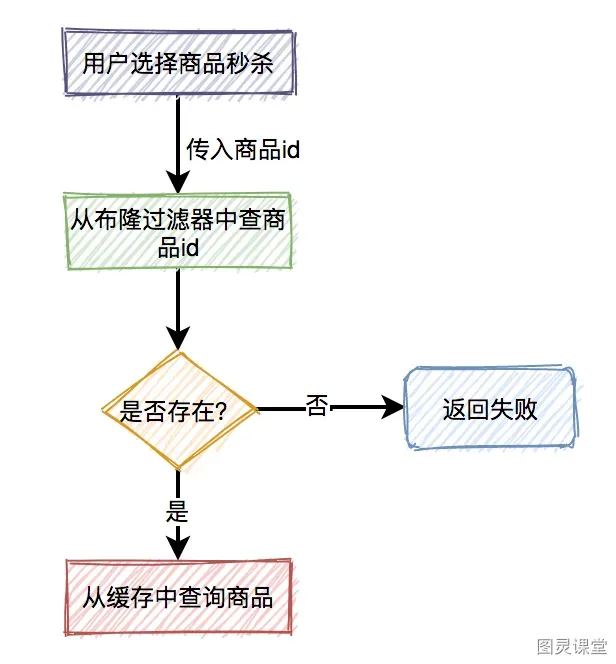 用户选择商品秒杀
传入商品id
从布隆过滤器中查商
品id
是否存在?
否
返回失败
是
从缓存中查询商品
图灵课堂